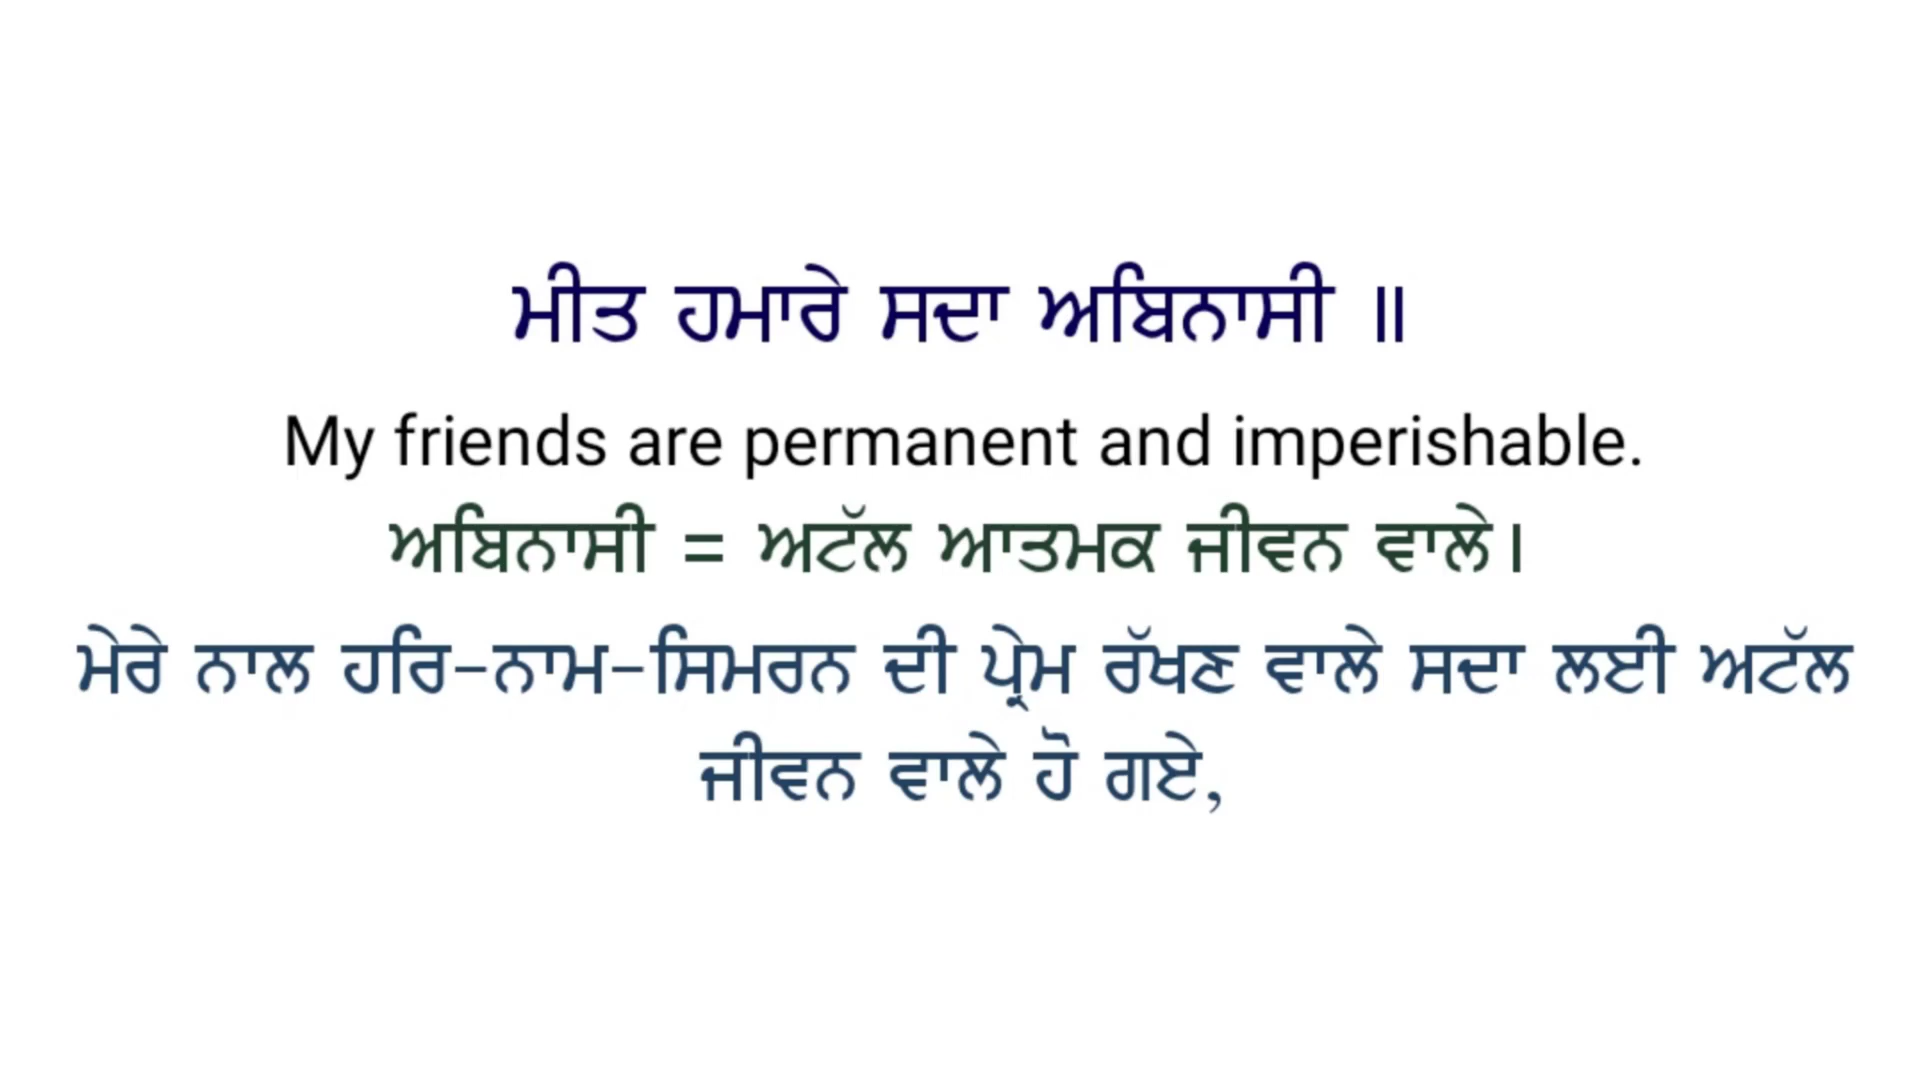 ਮੀਤ ਹਮਾਰੇ ਸਦਾ ਅਬਿਨਾਸੀ ॥
My friends are permanent and imperishable.
ਅਬਿਨਾਸੀ = ਅਟੱਲ ਆਤਮਕ ਜੀਵਨ ਵਾਲੇ।
ਮੇਰੇ ਨਾਲ ਹਰਿ-ਨਾਮ-ਸਿਮਰਨ ਦੀ ਪ੍ਰੇਮ ਰੱਖਣ ਵਾਲੇ ਸਦਾ ਲਈ ਅਟੱਲ
ਜੀਵਨ ਵਾਲੇ ਹੋ ਗਏ,